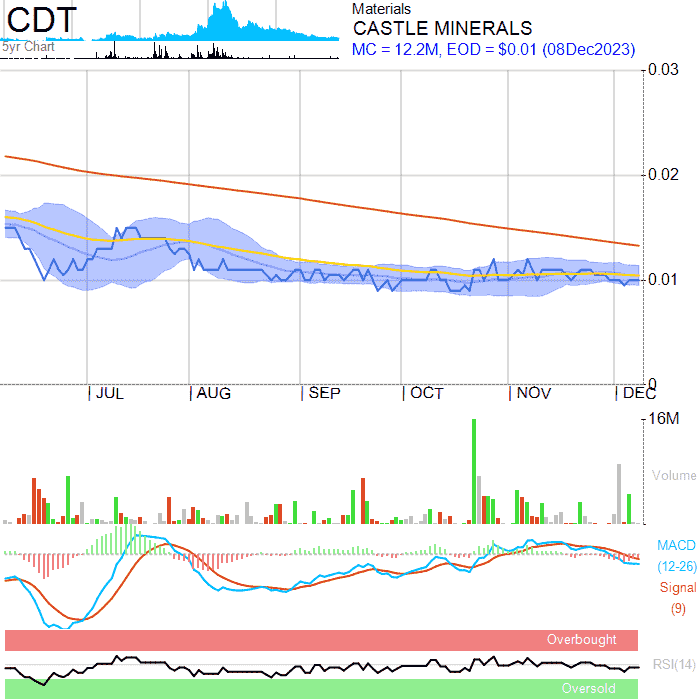 CDT
5yr Chart
Materials
CASTLE MINERALS
MC = 12.2M, EOD = $0.01 (08Dec2023)
0.03
0.02
0.01
0
JUL AUG SEP OCT NOV DEC
16M
Volume
MACD
(12-26)
Signal
(9)
Overbought
RSI(14)
Oversold